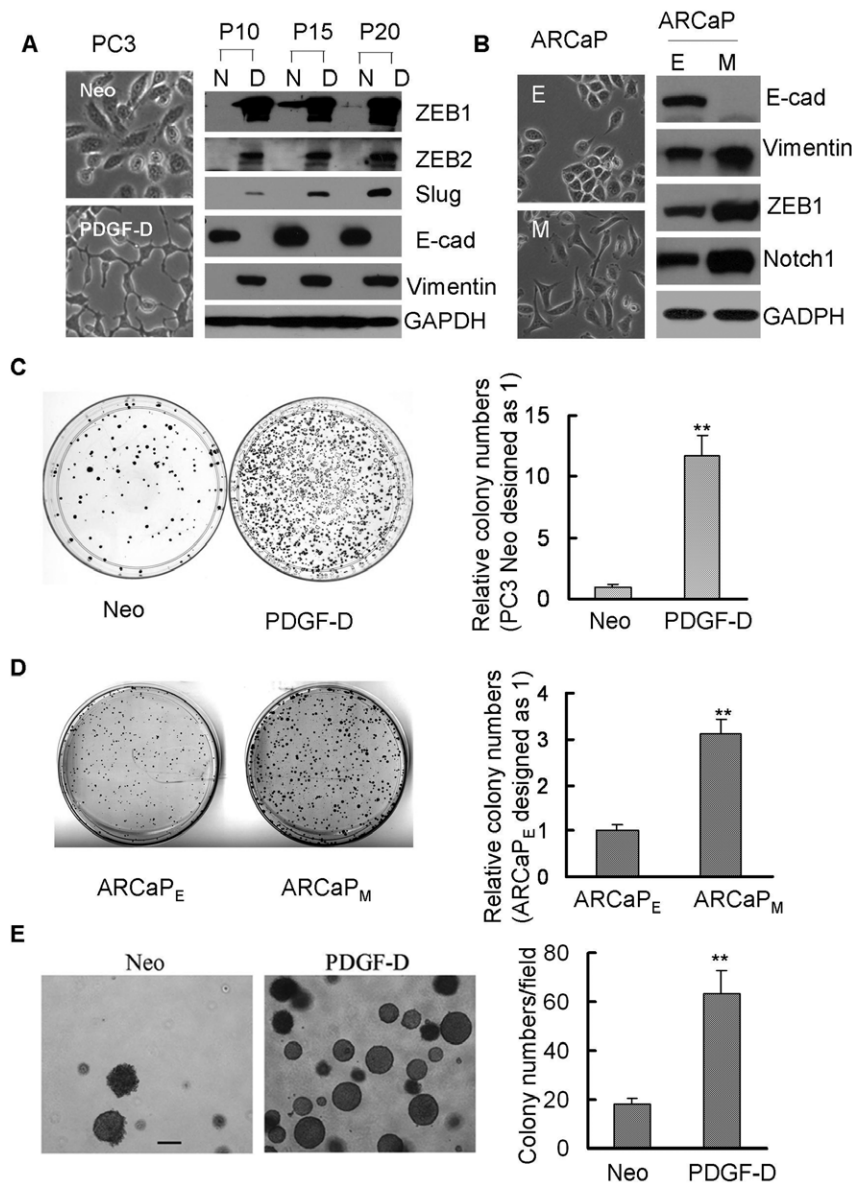 A
PC3
P10 P15 P20
N D N D N D
Neo
PDGF-D
ZEB1
ZEB2
Slug
E-cad
Vimentin
GAPDH
B
ARCaP
ARCaP
E M
E
M
E-cad
Vimentin
ZEB1
Notch1
GADPH
C
Neo
PDGF-D
Relative colony numbers
(PC3 Neo designed as 1)
15
10
5
0
**
Neo PDGF-D
D
ARCaPE
ARCaPM
Relative colony numbers
(ARCaPE designed as 1)
4
3
2
1
0
**
ARCaPE ARCaPM
E
Neo
PDGF-D
Colony numbers/field
80
60
40
20
0
**
Neo PDGF-D